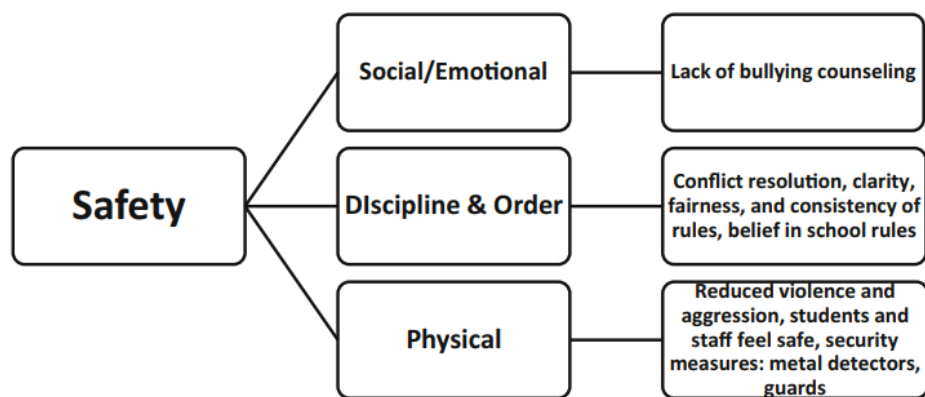 Safety
Social/Emotional
Lack of bullying counseling
DIscipline & Order
Conflict resolution, clarity,
fairness, and consistency of
rules, belief in school rules
Physical
Reduced violence and
aggression, students and
staff feel safe, security
measures: metal detectors,
guards